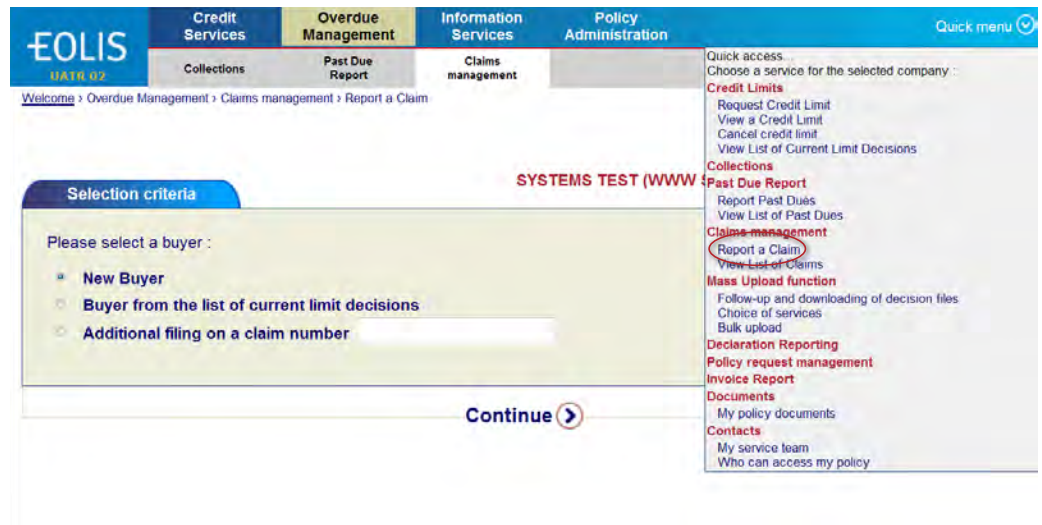 EOLIS
UATR 02
Credit Services
Overdue Management
Information Services
Policy Administration
Quick menu
Collections
Past Due Report
Claims management
Welcome › Overdue Management › Claims management › Report a Claim
SYSTEMS TEST (WWW
Selection criteria
Please select a buyer :
New Buyer
Buyer from the list of current limit decisions
Additional filing on a claim number
Continue
Quick access...
Choose a service for the selected company :
Credit Limits
Request Credit Limit
View a Credit Limit
Cancel credit limit
View List of Current Limit Decisions
Collections
Past Due Report
Report Past Dues
View List of Past Dues
Claims management
Report a Claim
View List of Claims
Mass Upload function
Follow-up and downloading of decision files
Choice of services
Bulk upload
Declaration Reporting
Policy request management
Invoice Report
Documents
My policy documents
Contacts
My service team
Who can access my policy